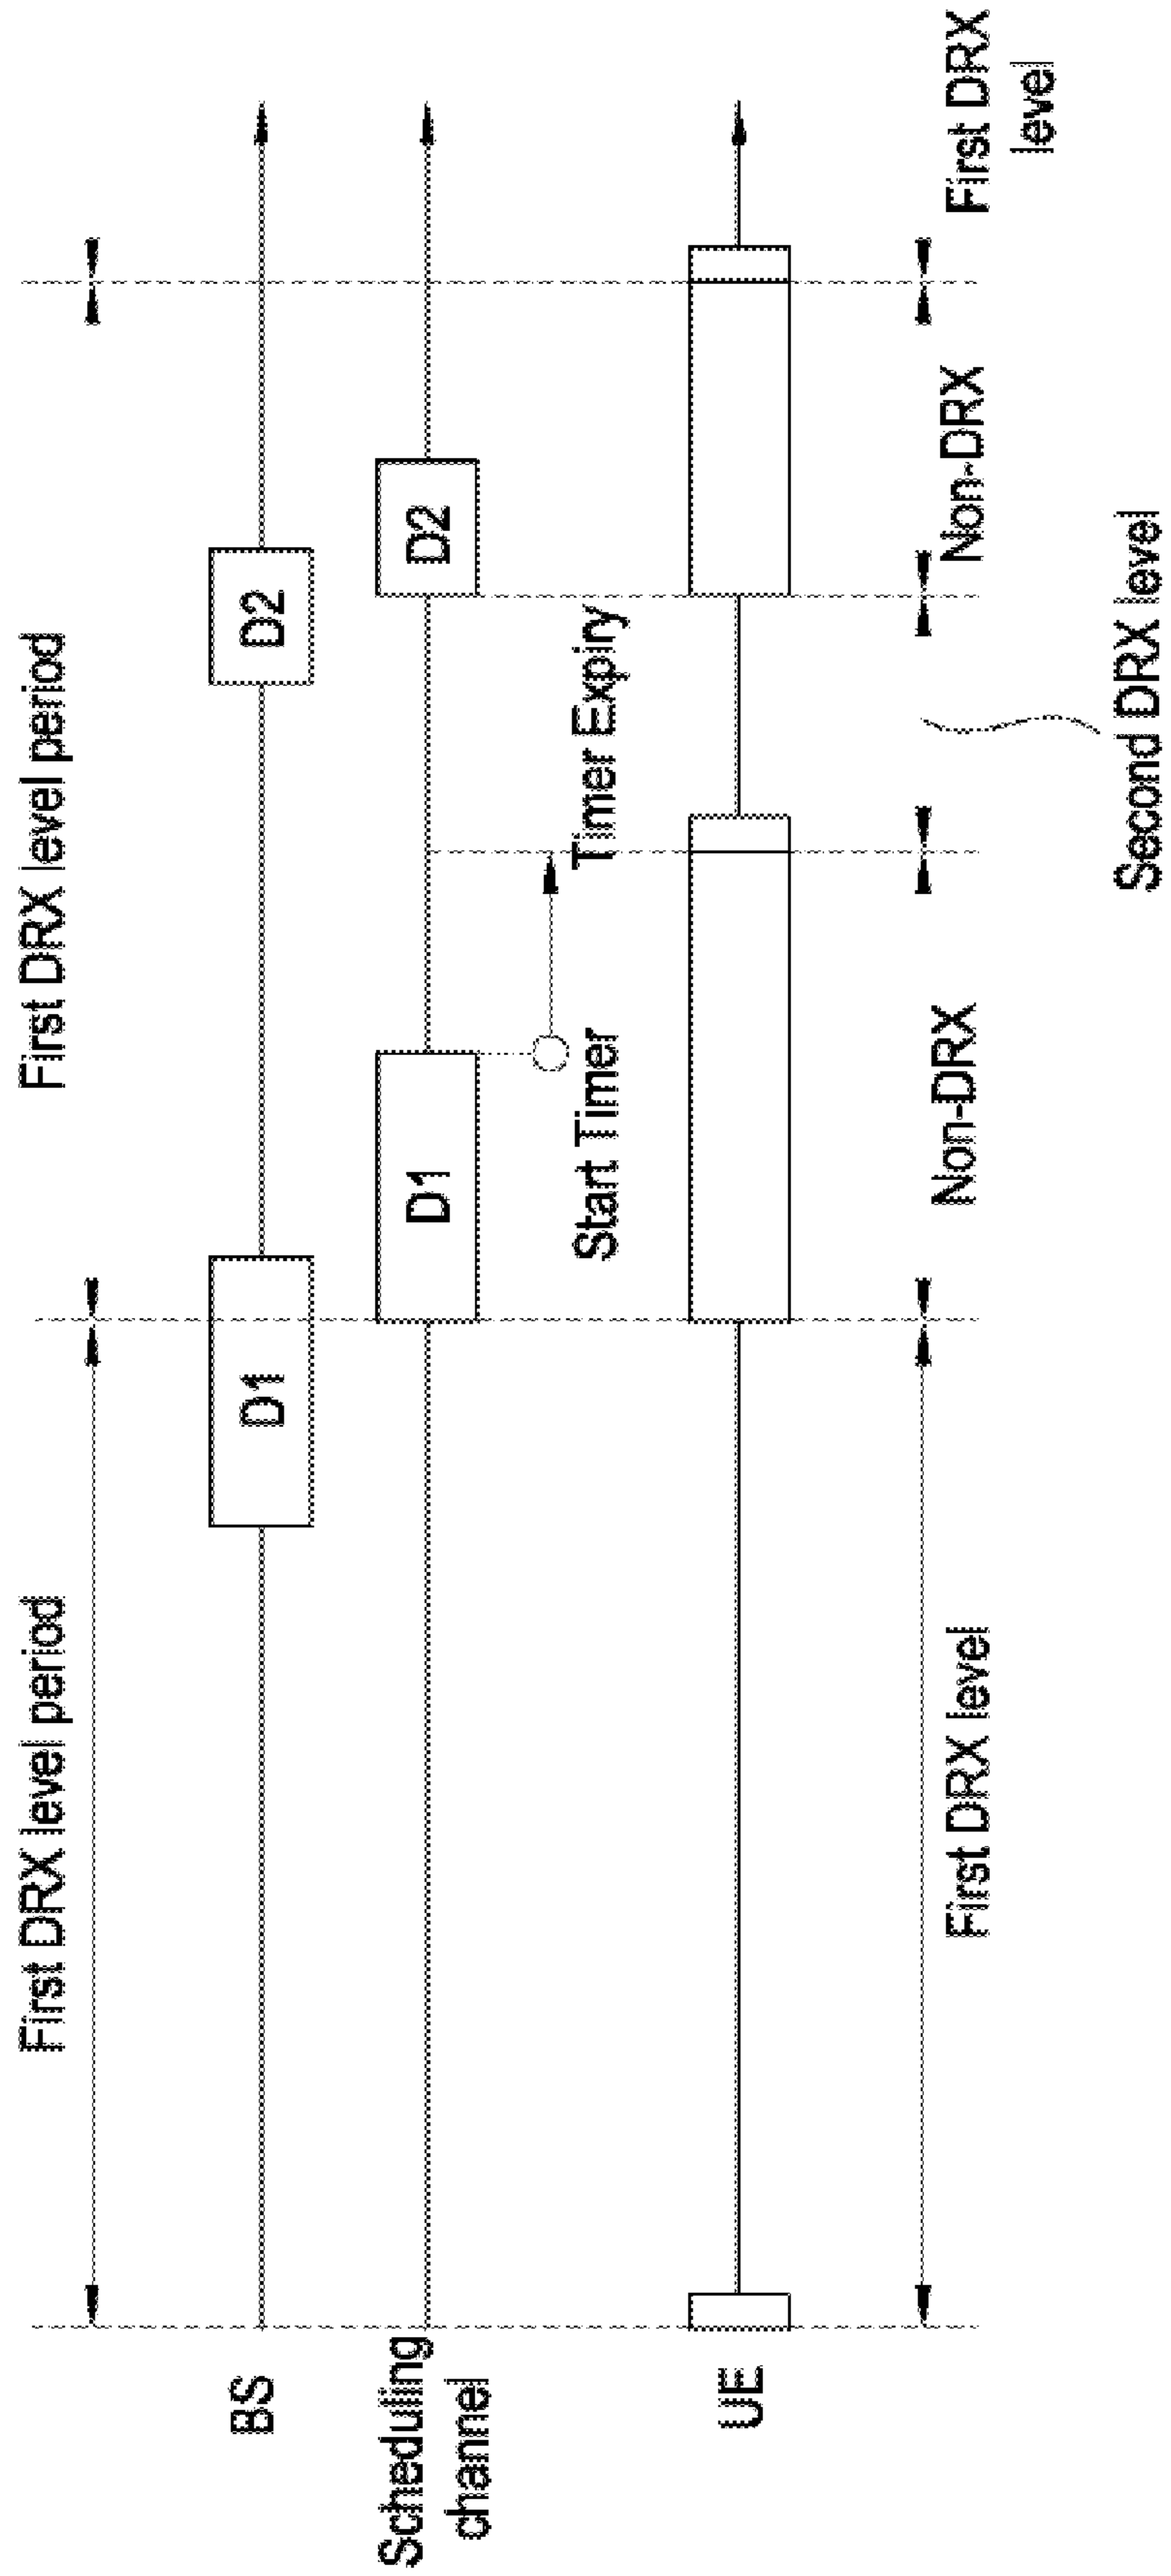 First DRX level period
First DRX level period
BS
D1
D2
Scheduling
channel
D1
D2
Start Timer
Timer Expiry
UE
First DRX level
Non-DRX
Non-DRX
First DRX
level
Second DRX level